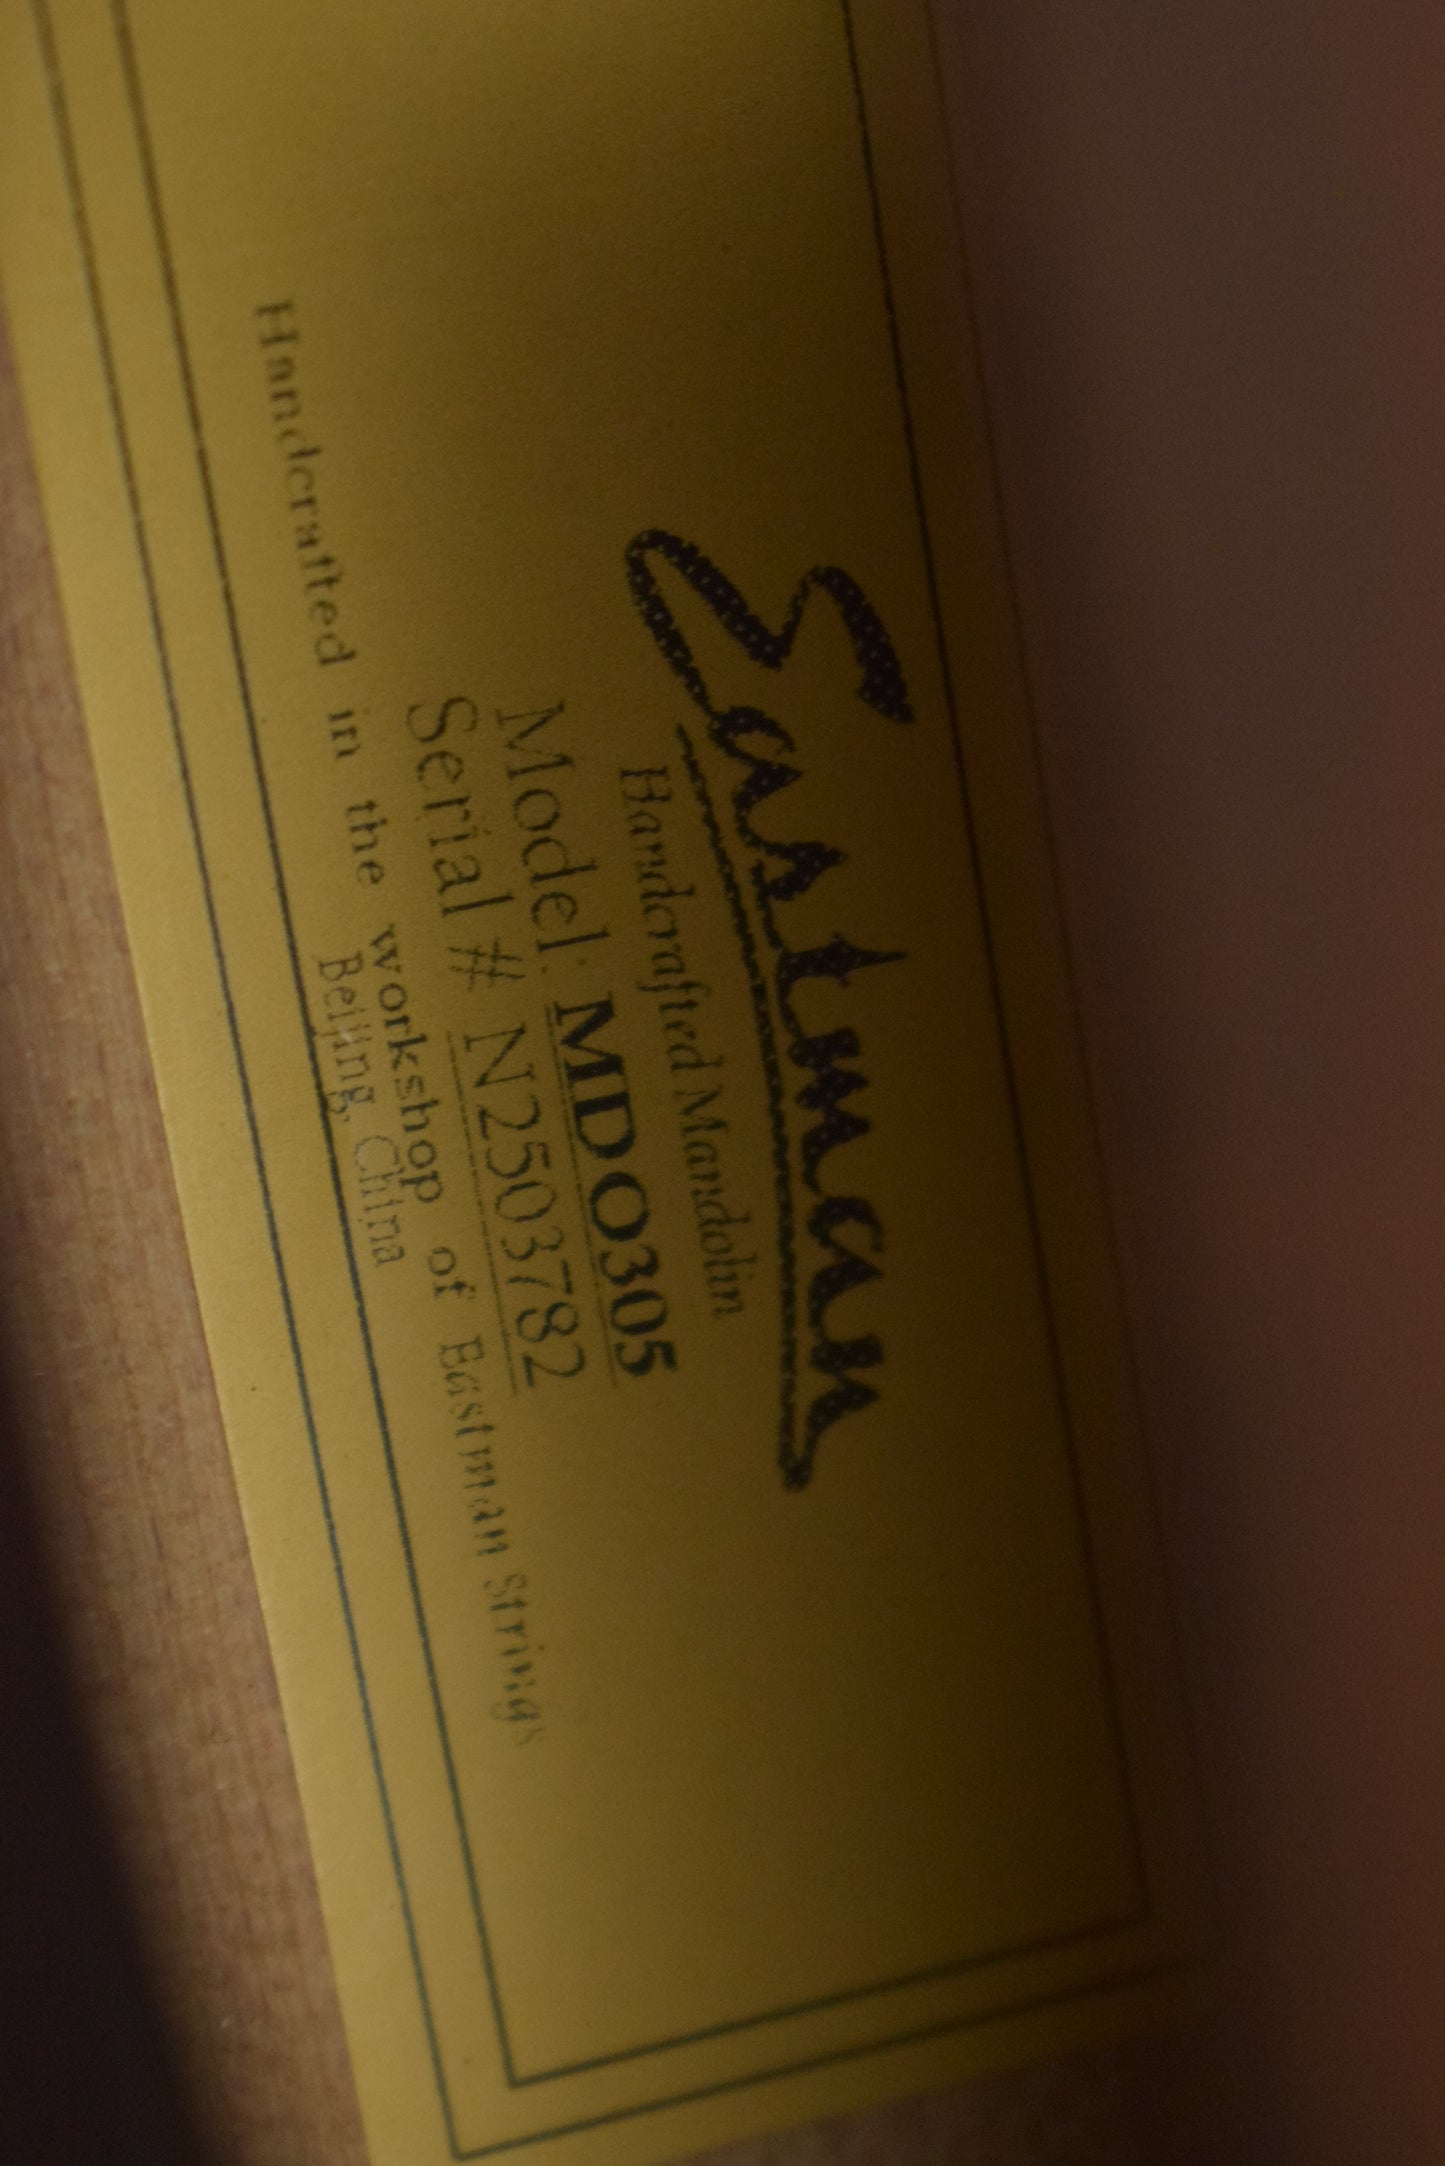 Eastman
Handcrafted Mandolin
Model: MDO305
Serial # N2503782
Handcrafted in the workshop of Eastman Strings
Beijing, China